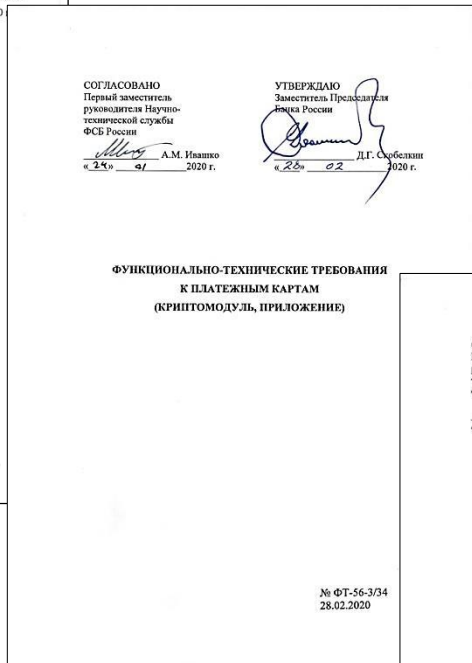 СОГЛАСОВАНО
Первый заместитель
руководителя Научно-
технической службы
ФСБ России
А.М. Ивашко
«24» 01 2020 г.
УТВЕРЖДАЮ
Заместитель Председателя
Банка России
Д.Г. Скобелкин
«28» 02 2020 г.
ФУНКЦИОНАЛЬНО-ТЕХНИЧЕСКИЕ ТРЕБОВАНИЯ
К ПЛАТЕЖНЫМ КАРТАМ
(КРИПТОМОДУЛЬ, ПРИЛОЖЕНИЕ)
№ ФТ-56-3/34
28.02.2020